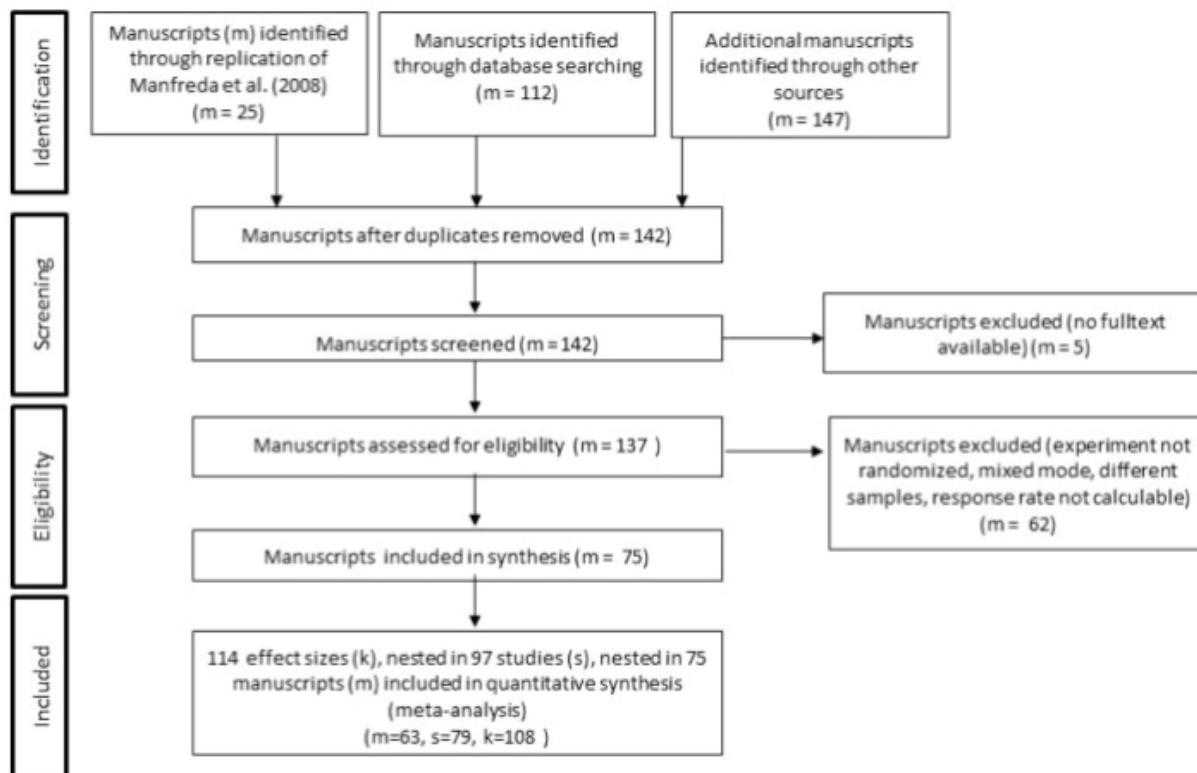 Identification
Manuscripts (m) identified
through replication of
Manfreda et al. (2008)
(m = 25)
Manuscripts identified
through database searching
(m = 112)
Additional manuscripts
identified through other
sources
(m = 147)
Screening
Manuscripts after duplicates removed (m = 142)
Manuscripts screened (m = 142)
Manuscripts excluded (no fulltext
available) (m = 5)
Eligibility
Manuscripts assessed for eligibility (m = 137 )
Manuscripts excluded (experiment not
randomized, mixed mode, different
samples, response rate not calculable)
(m = 62)
Manuscripts included in synthesis (m = 75)
Included
114 effect sizes (k), nested in 97 studies (s), nested in 75
manuscripts (m) included in quantitative synthesis
(meta-analysis)
(m=63, s=79, k=108 )